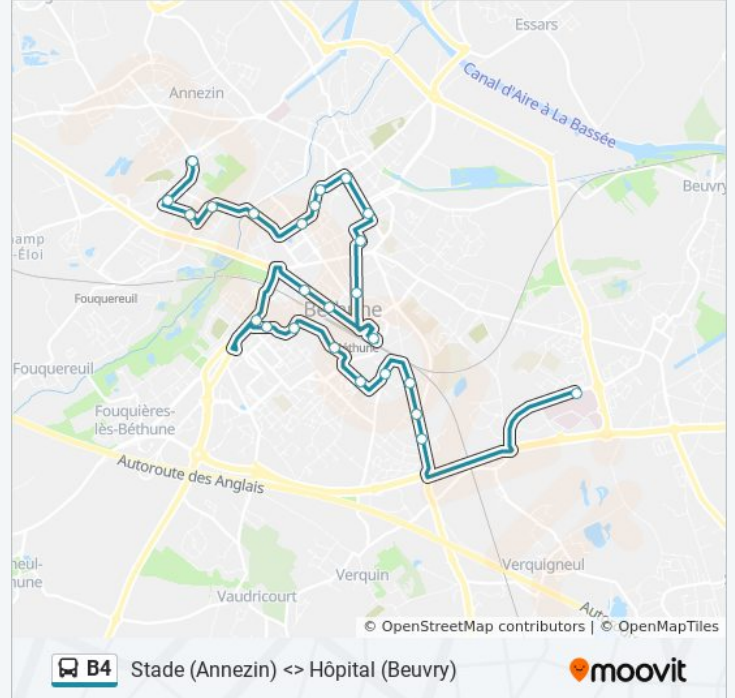 Essars
Canal d'Aire à La Bassée
Annezin
Beuvry
Fouquereuil
Fouquereuil
Fouquières-
lès-Béthune
Autoroute des Anglais
Verquigneul
Verquin
Vaudricourt
© OpenStreetMap contributors | © OpenMapTiles
B4 Stade (Annezin) <> Hôpital (Beuvry)
moovit